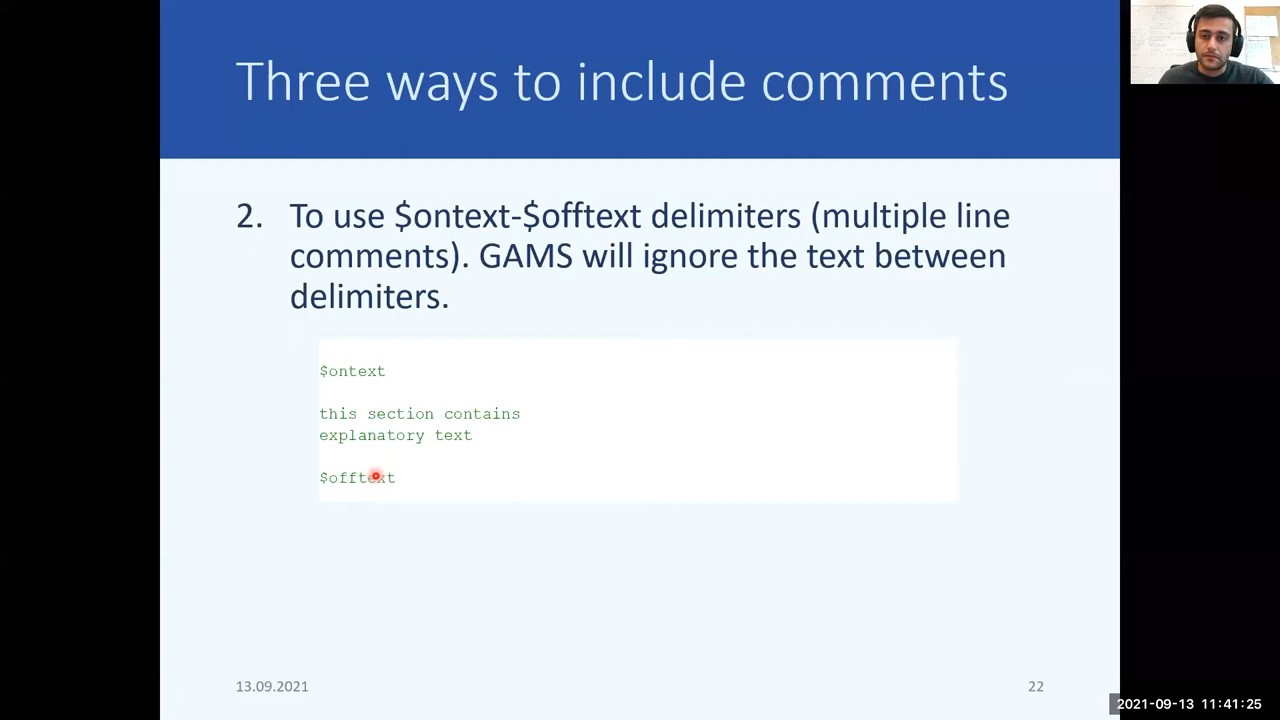 Three ways to include comments
2. To use $ontext-$offtext delimiters (multiple line
comments). GAMS will ignore the text between
delimiters.
$ontext
this section contains
explanatory text
$offtext
13.09.2021
22
2021-09-13 11:41:25